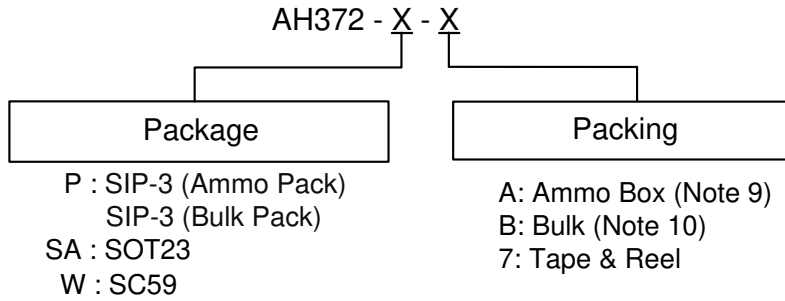 AH372 - X - X
Package
Packing
P : SIP-3 (Ammo Pack)
SIP-3 (Bulk Pack)
SA : SOT23
W : SC59
A: Ammo Box (Note 9)
B: Bulk (Note 10)
7: Tape & Reel